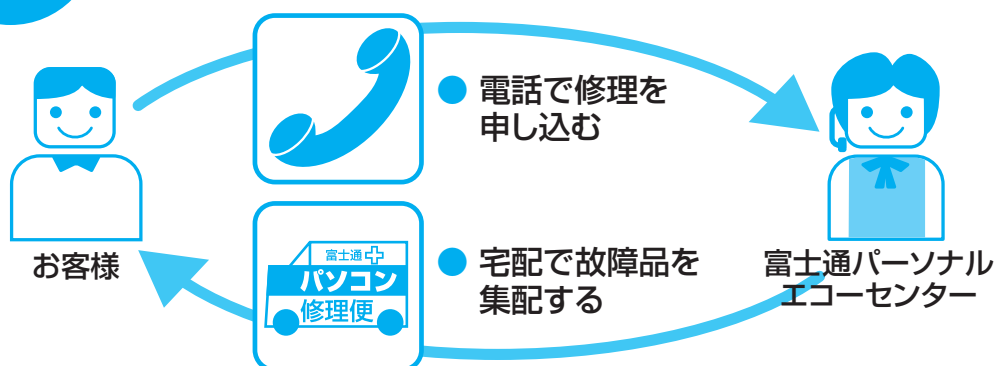 ● 電話で修理を
申し込む
お客様
富士通
パソコン
修理便
● 宅配で故障品を
集配する
富士通パーソナル
エコーセンター